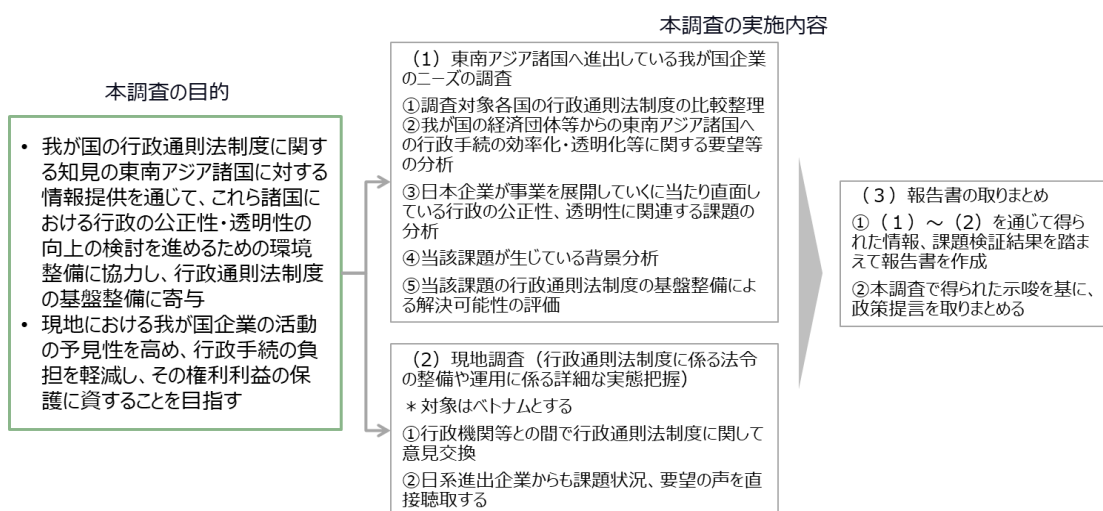 本調査の実施内容
本調査の目的
• 我が国の行政通則法制度に関す
る知見の東南アジア諸国に対する
情報提供を通じて、これら諸国に
おける行政の公正性・透明性の
向上の検討を進めるための環境
整備に協力し、行政通則法制度
の基盤整備に寄与
• 現地における我が国企業の活動
の予見性を高め、行政手続の負
担を軽減し、その権利利益の保
護に資することを目指す
（1）東南アジア諸国へ進出している我が国企業
のニーズの調査
①調査対象各国の行政通則法制度の比較整理
②我が国の経済団体等からの東南アジア諸国へ
の行政手続の効率化・透明化等に関する要望等
の分析
③日本企業が事業を展開していくに当たり直面し
ている行政の公正性、透明性に関連する課題の
分析
④当該課題が生じている背景分析
⑤当該課題の行政通則法制度の基盤整備によ
る解決可能性の評価
（2）現地調査（行政通則法制度に係る法令
の整備や運用に係る詳細な実態把握）
＊対象はベトナムとする
①行政機関等との間で行政通則法制度に関して
意見交換
②日系進出企業からも課題状況、要望の声を直
接聴取する
（3）報告書の取りまとめ
①（1）～（2）を通じて得ら
れた情報、課題検証結果を踏ま
えて報告書を作成
②本調査で得られた示唆を基に、
政策提言を取りまとめる